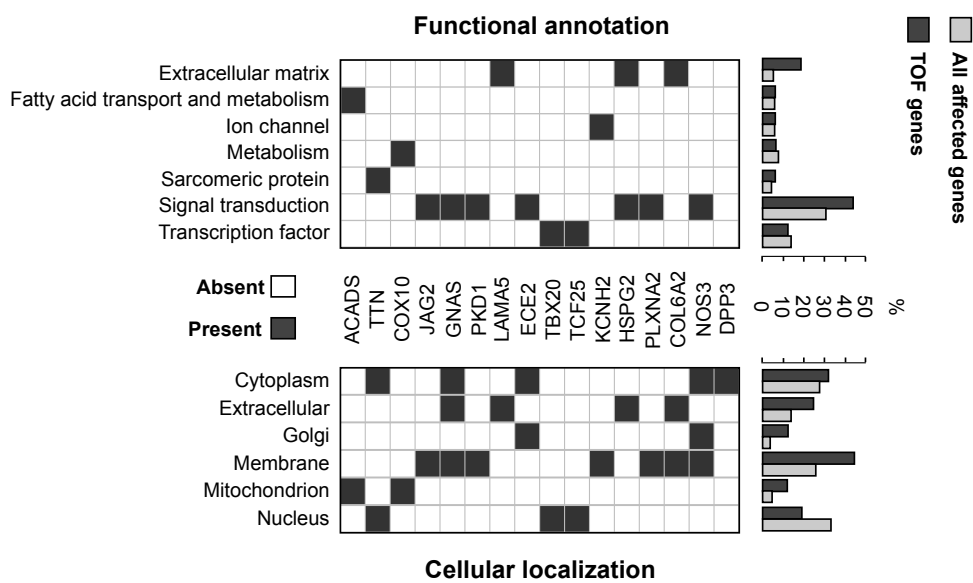 Functional annotation
All affected genes
TOF genes
Extracellular matrix
Fatty acid transport and metabolism
Ion channel
Metabolism
Sarcomeric protein
Signal transduction
Transcription factor
Absent
Present
ACADS
TTN
COX10
JAG2
GNAS
PKD1
LAMA5
ECE2
TBX20
TCF25
KCNH2
HSPG2
PLXNA2
COL6A2
NOS3
DPP3
0
10
20
30
40
50
%
Cytoplasm
Extracellular
Golgi
Membrane
Mitochondrion
Nucleus
Cellular localization